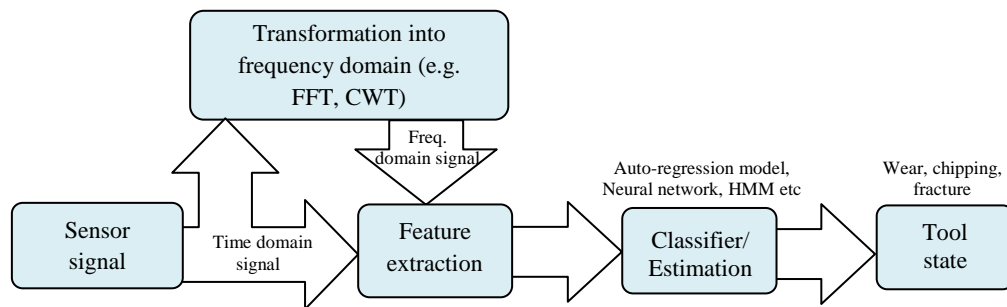 Transformation into
frequency domain (e.g.
FFT, CWT)
Freq.
domain signal
Auto-regression model,
Neural network, HMM etc
Wear, chipping,
fracture
Sensor
signal
Time domain
signal
Feature
extraction
Classifier/
Estimation
Tool
state